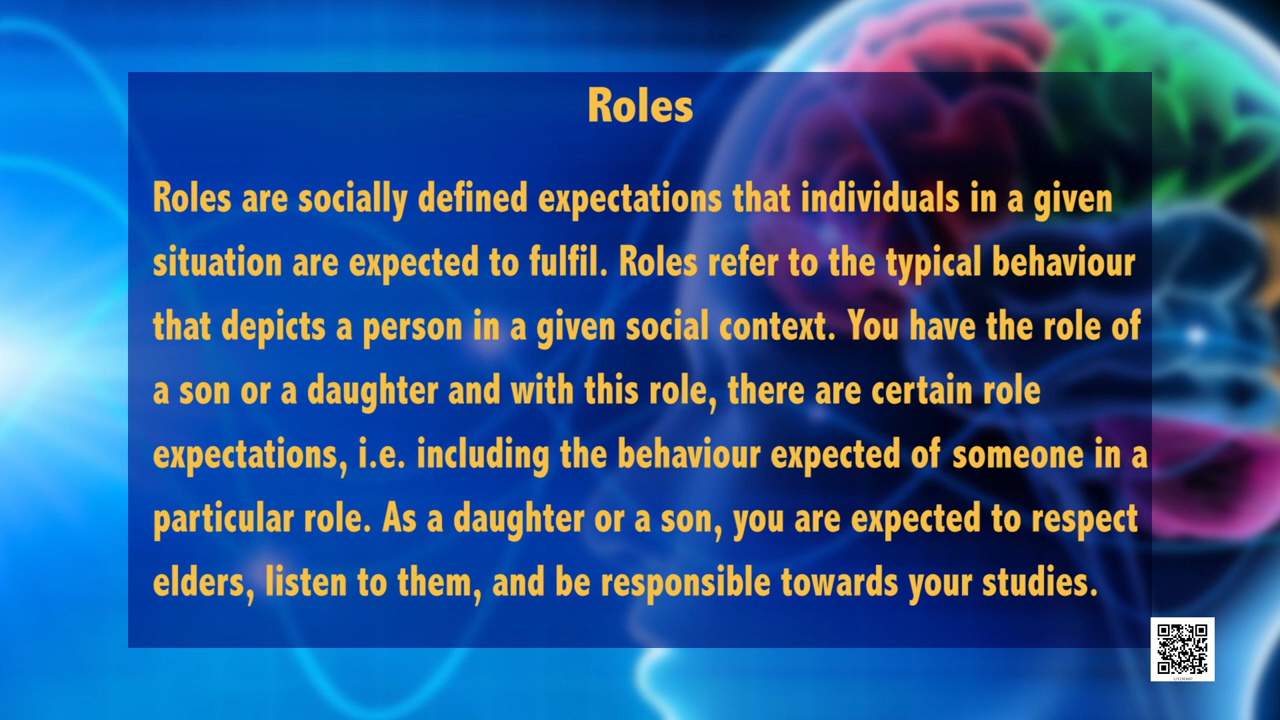 Roles
Roles are socially defined expectations that individuals in a given
situation are expected to fulfil. Roles refer to the typical behaviour
that depicts a person in a given social context. You have the role of
a son or a daughter and with this role, there are certain role
expectations, i.e. including the behaviour expected of someone in a
particular role. As a daughter or a son, you are expected to respect
elders, listen to them, and be responsible towards your studies.